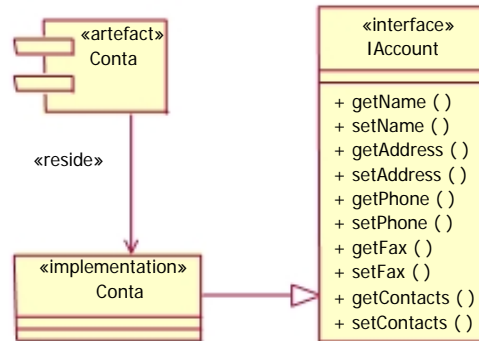 «artefact»
Conta
«reside»
«implementation»
Conta
«interface»
IAccount
+ getName ( )
+ setName ( )
+ getAddress ( )
+ setAddress ( )
+ getPhone ( )
+ setPhone ( )
+ getFax ( )
+ setFax ( )
+ getContacts ( )
+ setContacts ( )